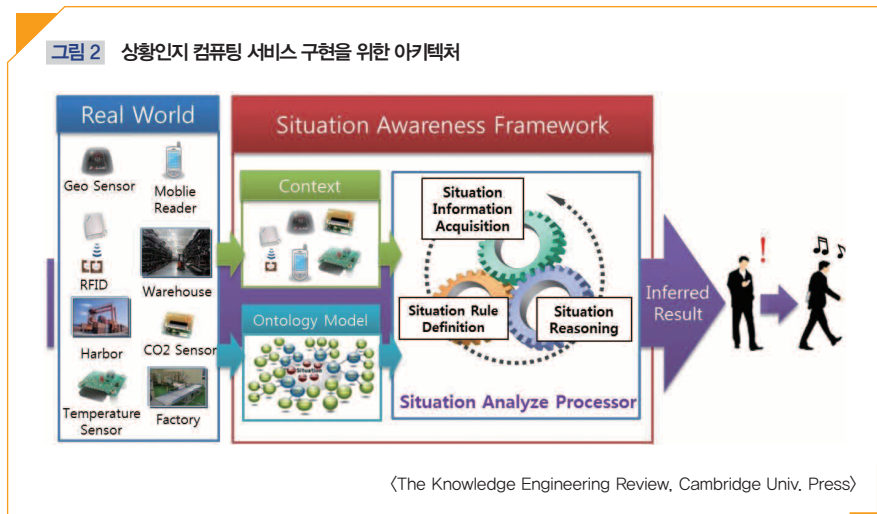 그림 2 상황인지 컴퓨팅 서비스 구현을 위한 아키텍처
Real World
Geo Sensor
Moblie
Reader
RFID
Warehouse
Harbor
CO2 Sensor
Temperature
Sensor
Factory
Situation Awareness Framework
Context
Ontology Model
Situation
Situation
Information
Acquisition
Situation Rule
Definition
Situation
Reasoning
Situation Analyze Processor
Inferred
Result
!
〈The Knowledge Engineering Review, Cambridge Univ. Press〉